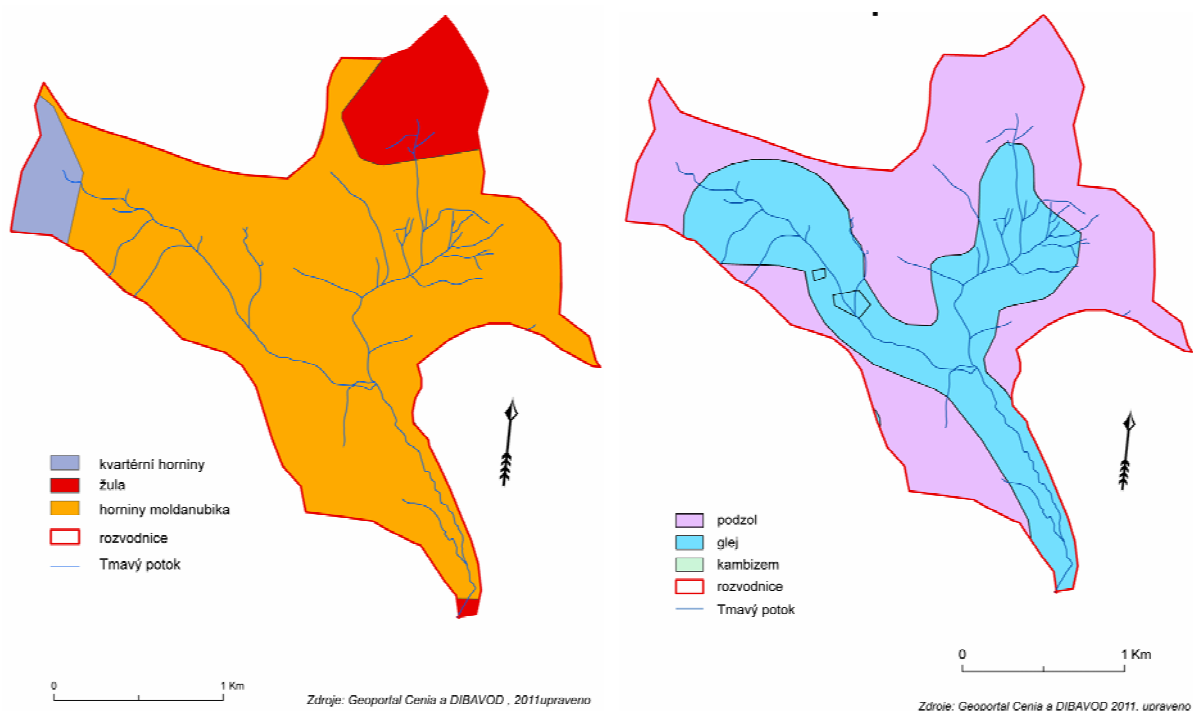 kvartérní horniny
žula
horniny moldanubika
rozvodnice
Tmavý potok
0 1 Km
Zdroje: Geoportal Cenia a DIBAVOD , 2011upraveno
podzol
glej
kambizem
rozvodnice
Tmavý potok
0 1 Km
Zdroje: Geoportal Cenia a DIBAVOD 2011, upraveno